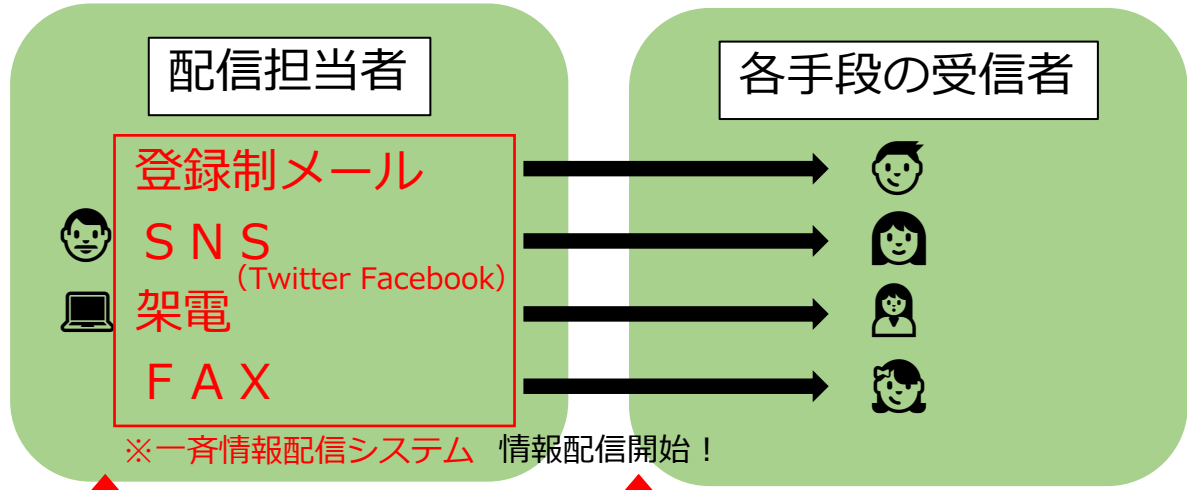 配信担当者
各手段の受信者
登録制メール
ＳＮＳ
（Twitter Facebook）
架電
ＦＡＸ
※一斉情報配信システム　情報配信開始！